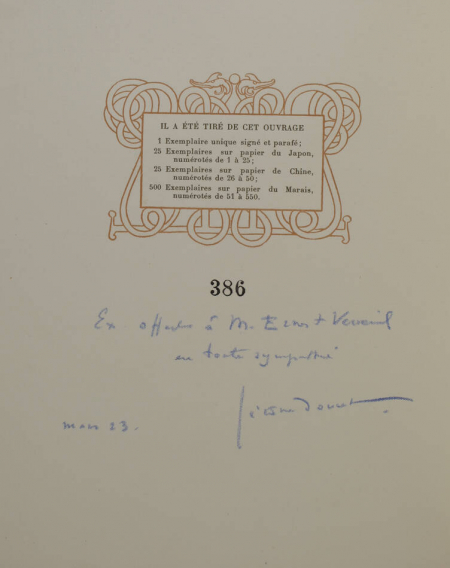 IL A ÉTÉ TIRÉ DE CET OUVRAGE
1 Exemplaire unique signé et parafé;
25 Exemplaires sur papier du Japon,
numérotés de 1 à 25;
25 Exemplaires sur papier de Chine,
numérotés de 26 à 50;
500 Exemplaires sur papier du Marais,
numérotés de 51 à 550.
386
Ex offert à M. Ernest
en toute sympathie
mars 23.